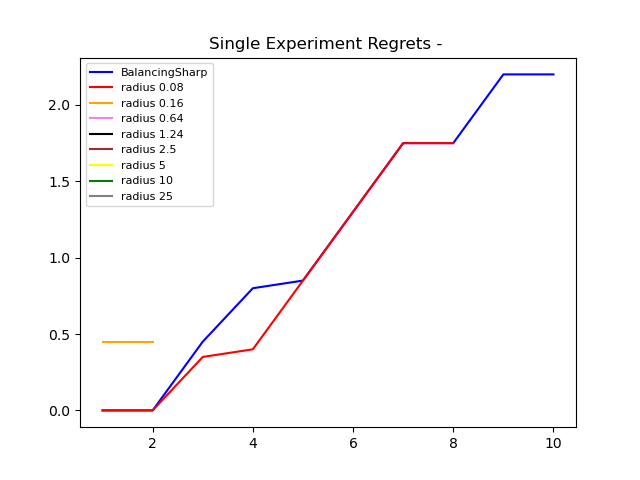 Single Experiment Regrets -
BalancingSharp
radius 0.08
radius 0.16
radius 0.64
radius 1.24
radius 2.5
radius 5
radius 10
radius 25
2.0
1.5
1.0
0.5
0.0
2 4 6 8 10